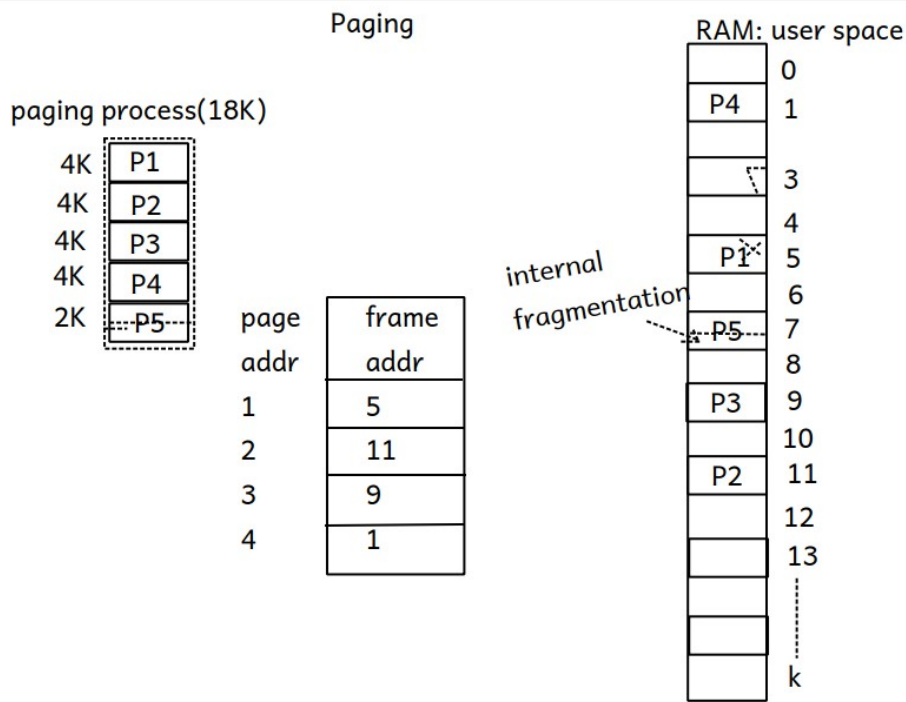 Paging
paging process(18K)
4K P1
4K P2
4K P3
4K P4
2K P5
page frame
addr addr
1 5
2 11
3 9
4 1
internal
fragmentation
RAM: user space
0
P4 1
3
4
P1 5
6
P5 7
8
P3 9
10
P2 11
12
13
k